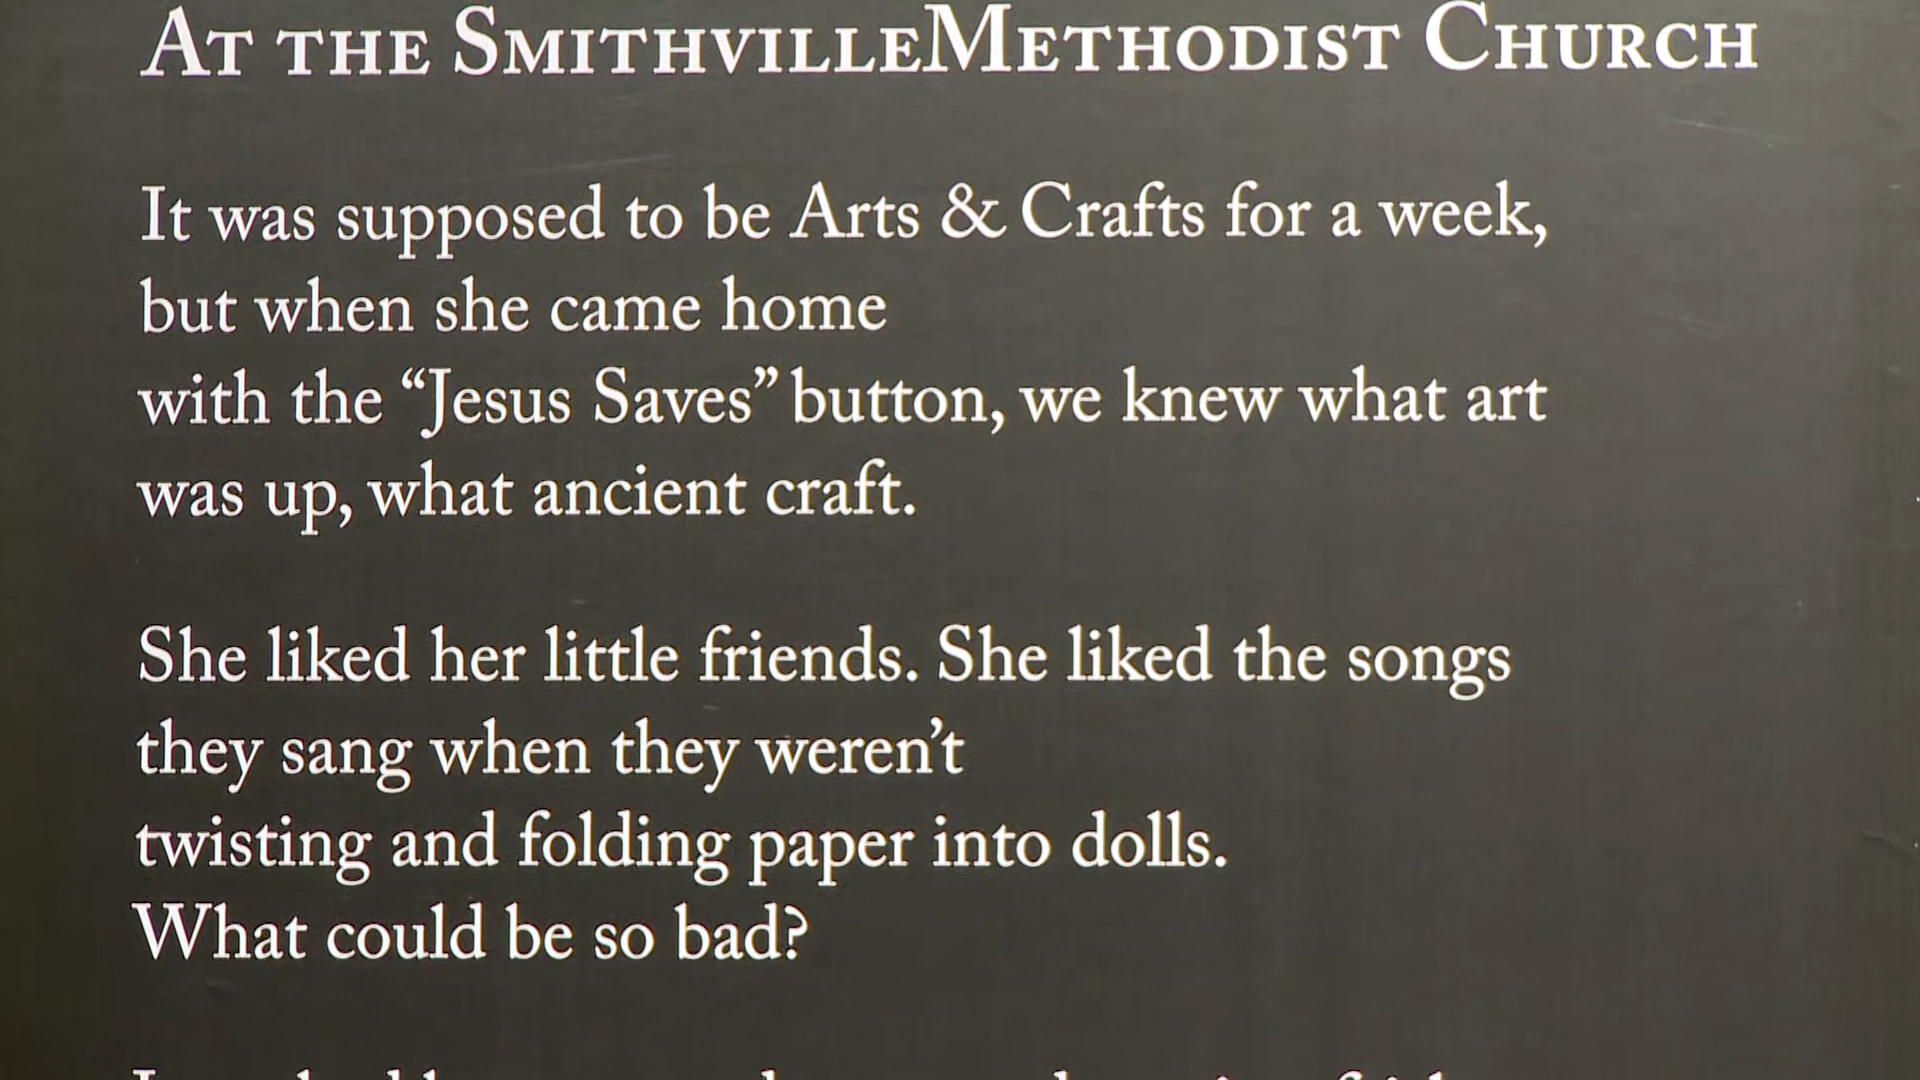 AT THE SMITHVILLEMETHODIST CHURCH
It was supposed to be Arts & Crafts for a week,
but when she came home
with the “Jesus Saves” button, we knew what art
was up, what ancient craft.
She liked her little friends. She liked the songs
they sang when they weren’t
twisting and folding paper into dolls.
What could be so bad?